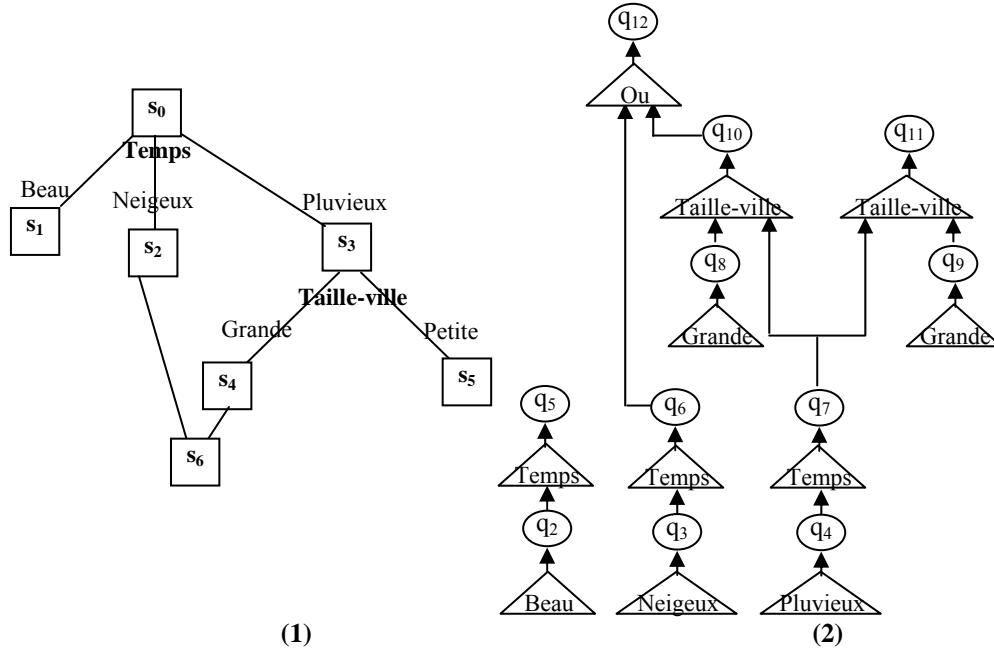 s0
Temps
Beau
Neigeux
Pluvieux
s1
s2
s3
Taille-ville
Grande
Petite
s4
s5
s6
(1)
q12
Ou
q10
q11
Taille-ville
Taille-ville
q8
q9
Grande
Grande
q5
q6
q7
Temps
Temps
Temps
q2
q3
q4
Beau
Neigeux
Pluvieux
(2)